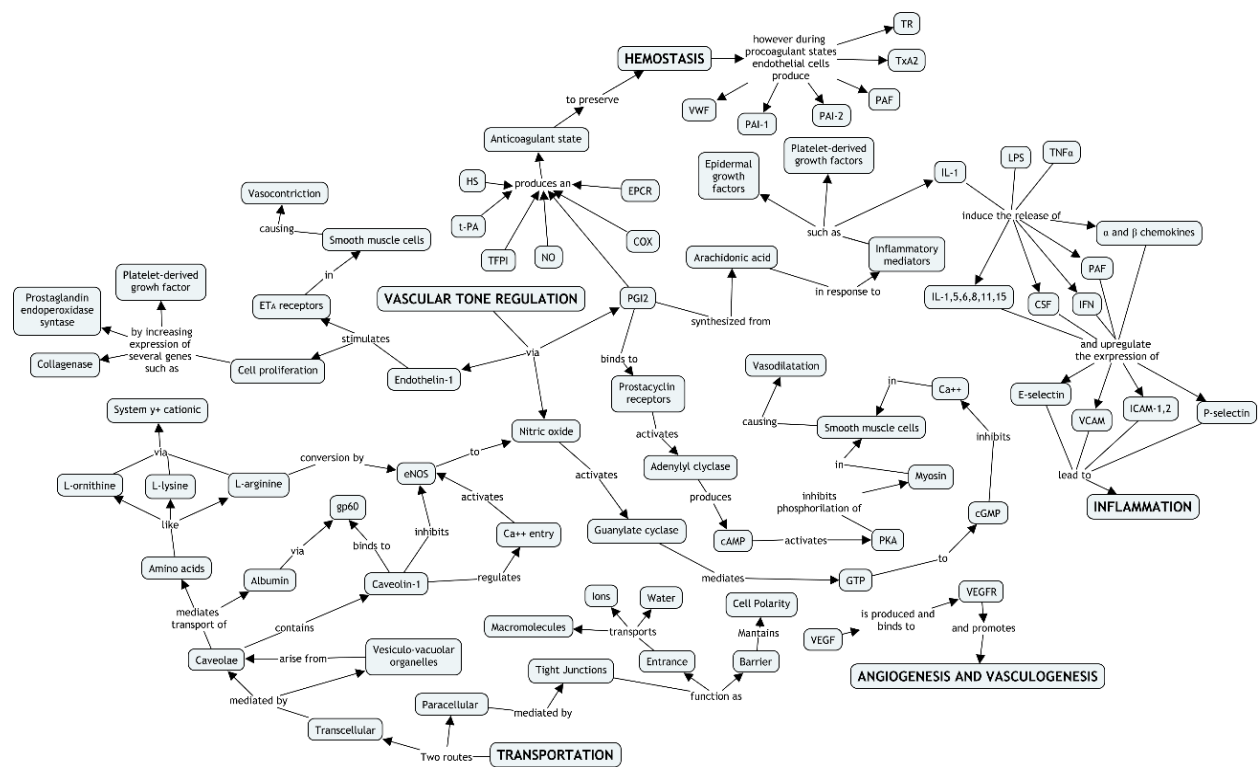 TR
however during
procoagulant states
endothelial cells
produce
HEMOSTASIS
TxA2
PAF
VWF
PAI-1
PAI-2
to preserve
Anticoagulant state
Platelet-derived
growth factors
Epidermal
growth
factors
IL-1
LPS
TNFα
HS
produces an
EPCR
t-PA
TFPI
NO
COX
Vasocontriction
causing
Smooth muscle cells
in
ETA receptors
such as
Inflammatory
mediators
induce the release of
α and β chemokines
PAF
IL-1,5,6,8,11,15
CSF
IFN
Arachidonic acid
in response to
Platelet-derived
growth factor
Prostaglandin
endoperoxidase
syntase
by increasing
expression of
several genes
such as
Collagenase
Cell proliferation
stimulates
Endothelin-1
VASCULAR TONE REGULATION
via
PGI2
synthesized from
binds to
Prostacyclin
receptors
and upregulate
the expression of
E-selectin
VCAM
ICAM-1,2
P-selectin
lead to
INFLAMMATION
Vasodilatation
causing
in
Ca++
Smooth muscle cells
inhibits
in
Myosin
System y+ cationic
via
L-ornithine
L-lysine
L-arginine
conversion by
eNOS
to
Nitric oxide
activates
activates
Adenylyl clyclase
produces
inhibits
phosphorilation of
cGMP
like
gp60
activates
inhibits
Ca++ entry
Guanylate cyclase
cAMP
activates
PKA
via
binds to
Amino acids
Albumin
Caveolin-1
regulates
mediates
GTP
to
mediates
transport of
contains
Ions
Water
Cell Polarity
Macromolecules
transports
Mantains
VEGFR
is produced and
binds to
VEGF
and promotes
Caveolae
arise from
Vesiculo-vacuolar
organelles
Tight Junctions
Entrance
Barrier
function as
ANGIOGENESIS AND VASCULOGENESIS
mediated by
Paracellular
mediated by
Transcellular
Two routes
TRANSPORTATION